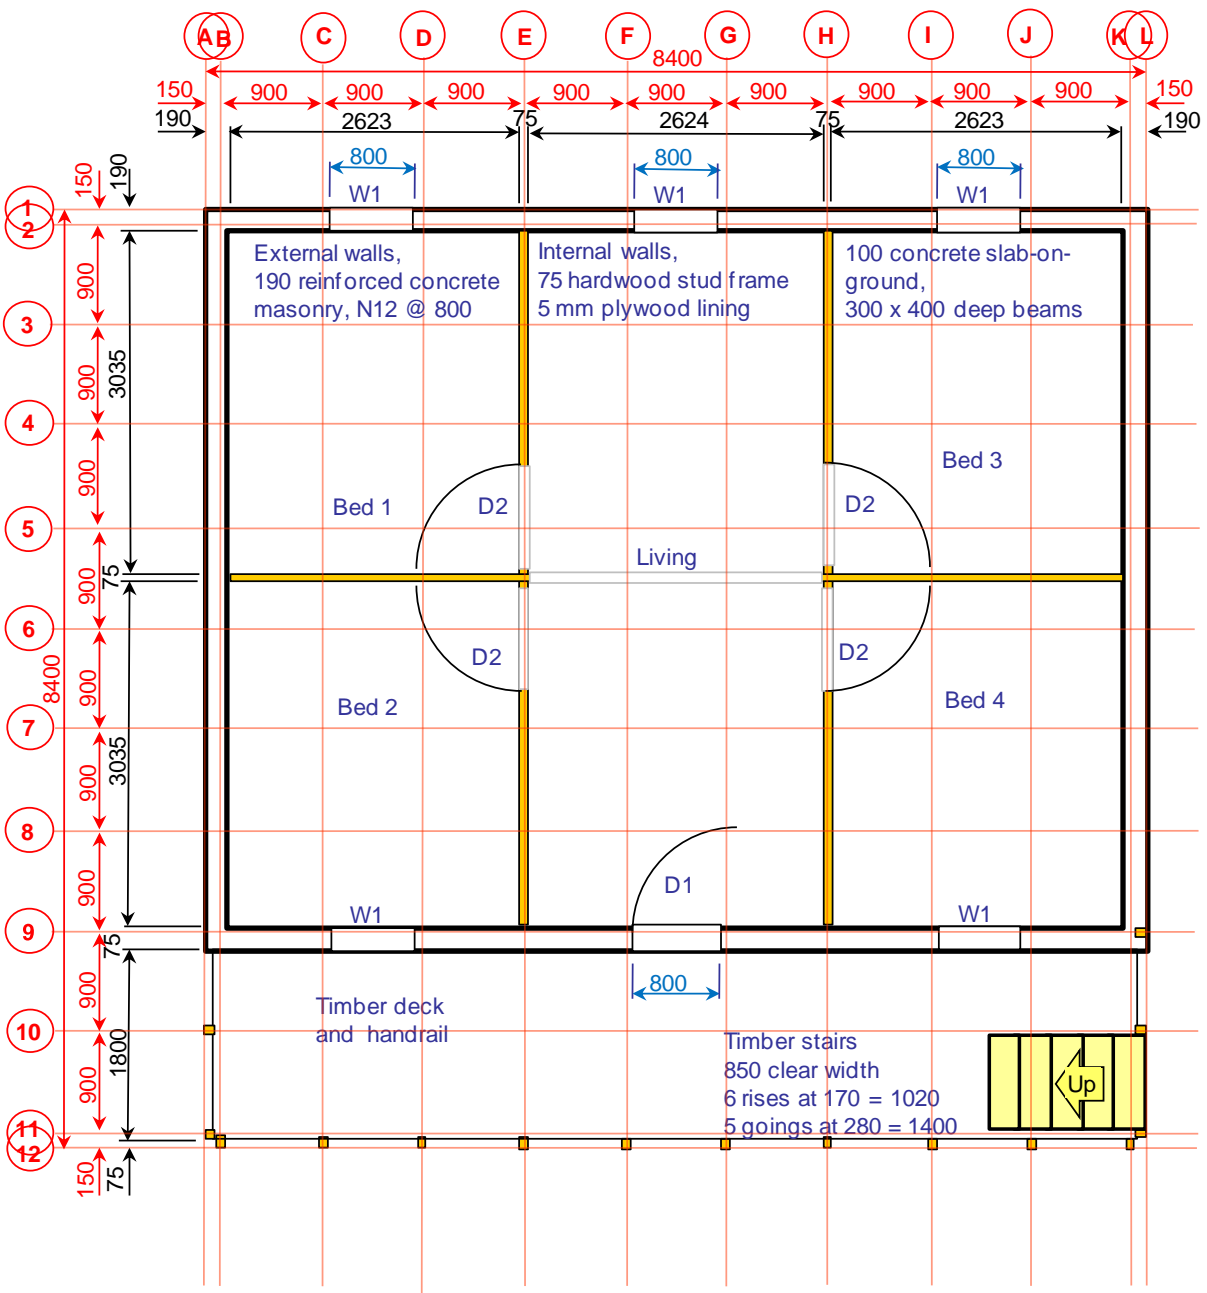 A B C D E F G H I J K L
8400
150 900 900 900 900 900 900 900 900 900 150
190 2623 75 2624 75 2623 190
800 800 800
W1 W1 W1
150
190
1
2
External walls,
190 reinforced concrete
masonry, N12 @ 800
Internal walls,
75 hardwood stud frame
5 mm plywood lining
100 concrete slab-on-
ground,
300 x 400 deep beams
900
3
900
3035
4
Bed 3
900
Bed 1
D2
D2
5
Living
75
900
6
D2
D2
8400
900
Bed 2
Bed 4
7
3035
900
8
900
D1
W1
W1
9
75
900
800
Timber deck
and handrail
10
1800
900
Timber stairs
850 clear width
6 rises at 170 = 1020
5 goings at 280 = 1400
Up
11
12
150
75